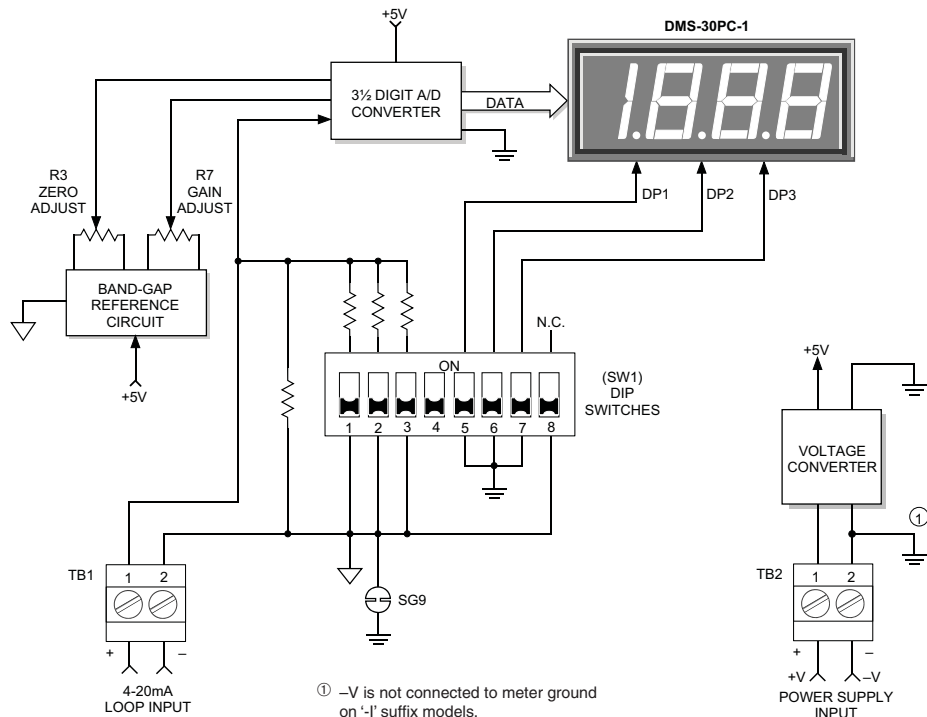 +5V
DMS-30PC-1
3½ DIGIT A/D
CONVERTER
DATA
1.8.8.8
R3
ZERO
ADJUST
R7
GAIN
ADJUST
DP1
DP2
DP3
BAND-GAP
REFERENCE
CIRCUIT
+5V
N.C.
ON
1 2 3 4 5 6 7 8
(SW1)
DIP
SWITCHES
+5V
VOLTAGE
CONVERTER
①
TB1
1 2
+ –
4-20mA
LOOP INPUT
SG9
TB2
1 2
+ –
+V –V
POWER SUPPLY
INPUT
① –V is not connected to meter ground
on '-I' suffix models.